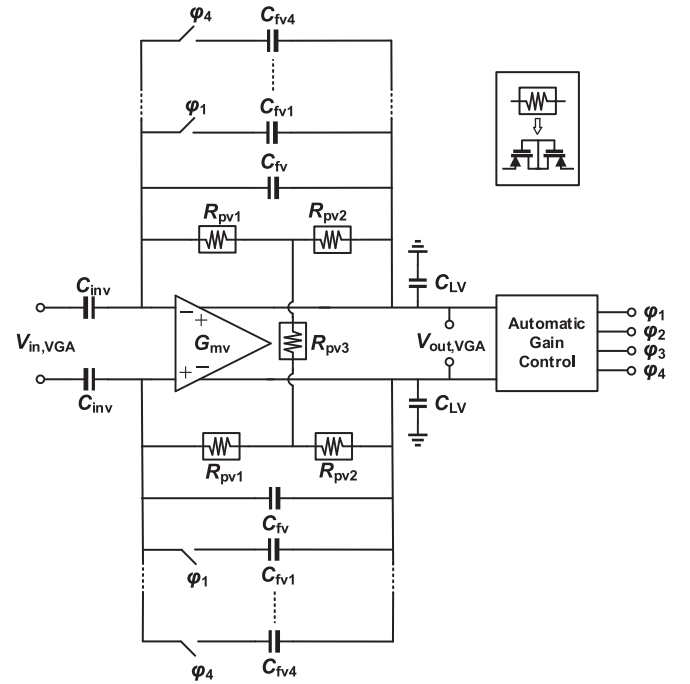 φ4
Cfv4
φ1
Cfv1
Cfv
Rpv1
Rpv2
Cinv
CLV
Vin,VGA
− +
Gmv
+ −
Rpv3
Vout,VGA
Automatic
Gain
Control
φ1
φ2
φ3
φ4
Cinv
CLV
Rpv1
Rpv2
Cfv
φ1
Cfv1
φ4
Cfv4